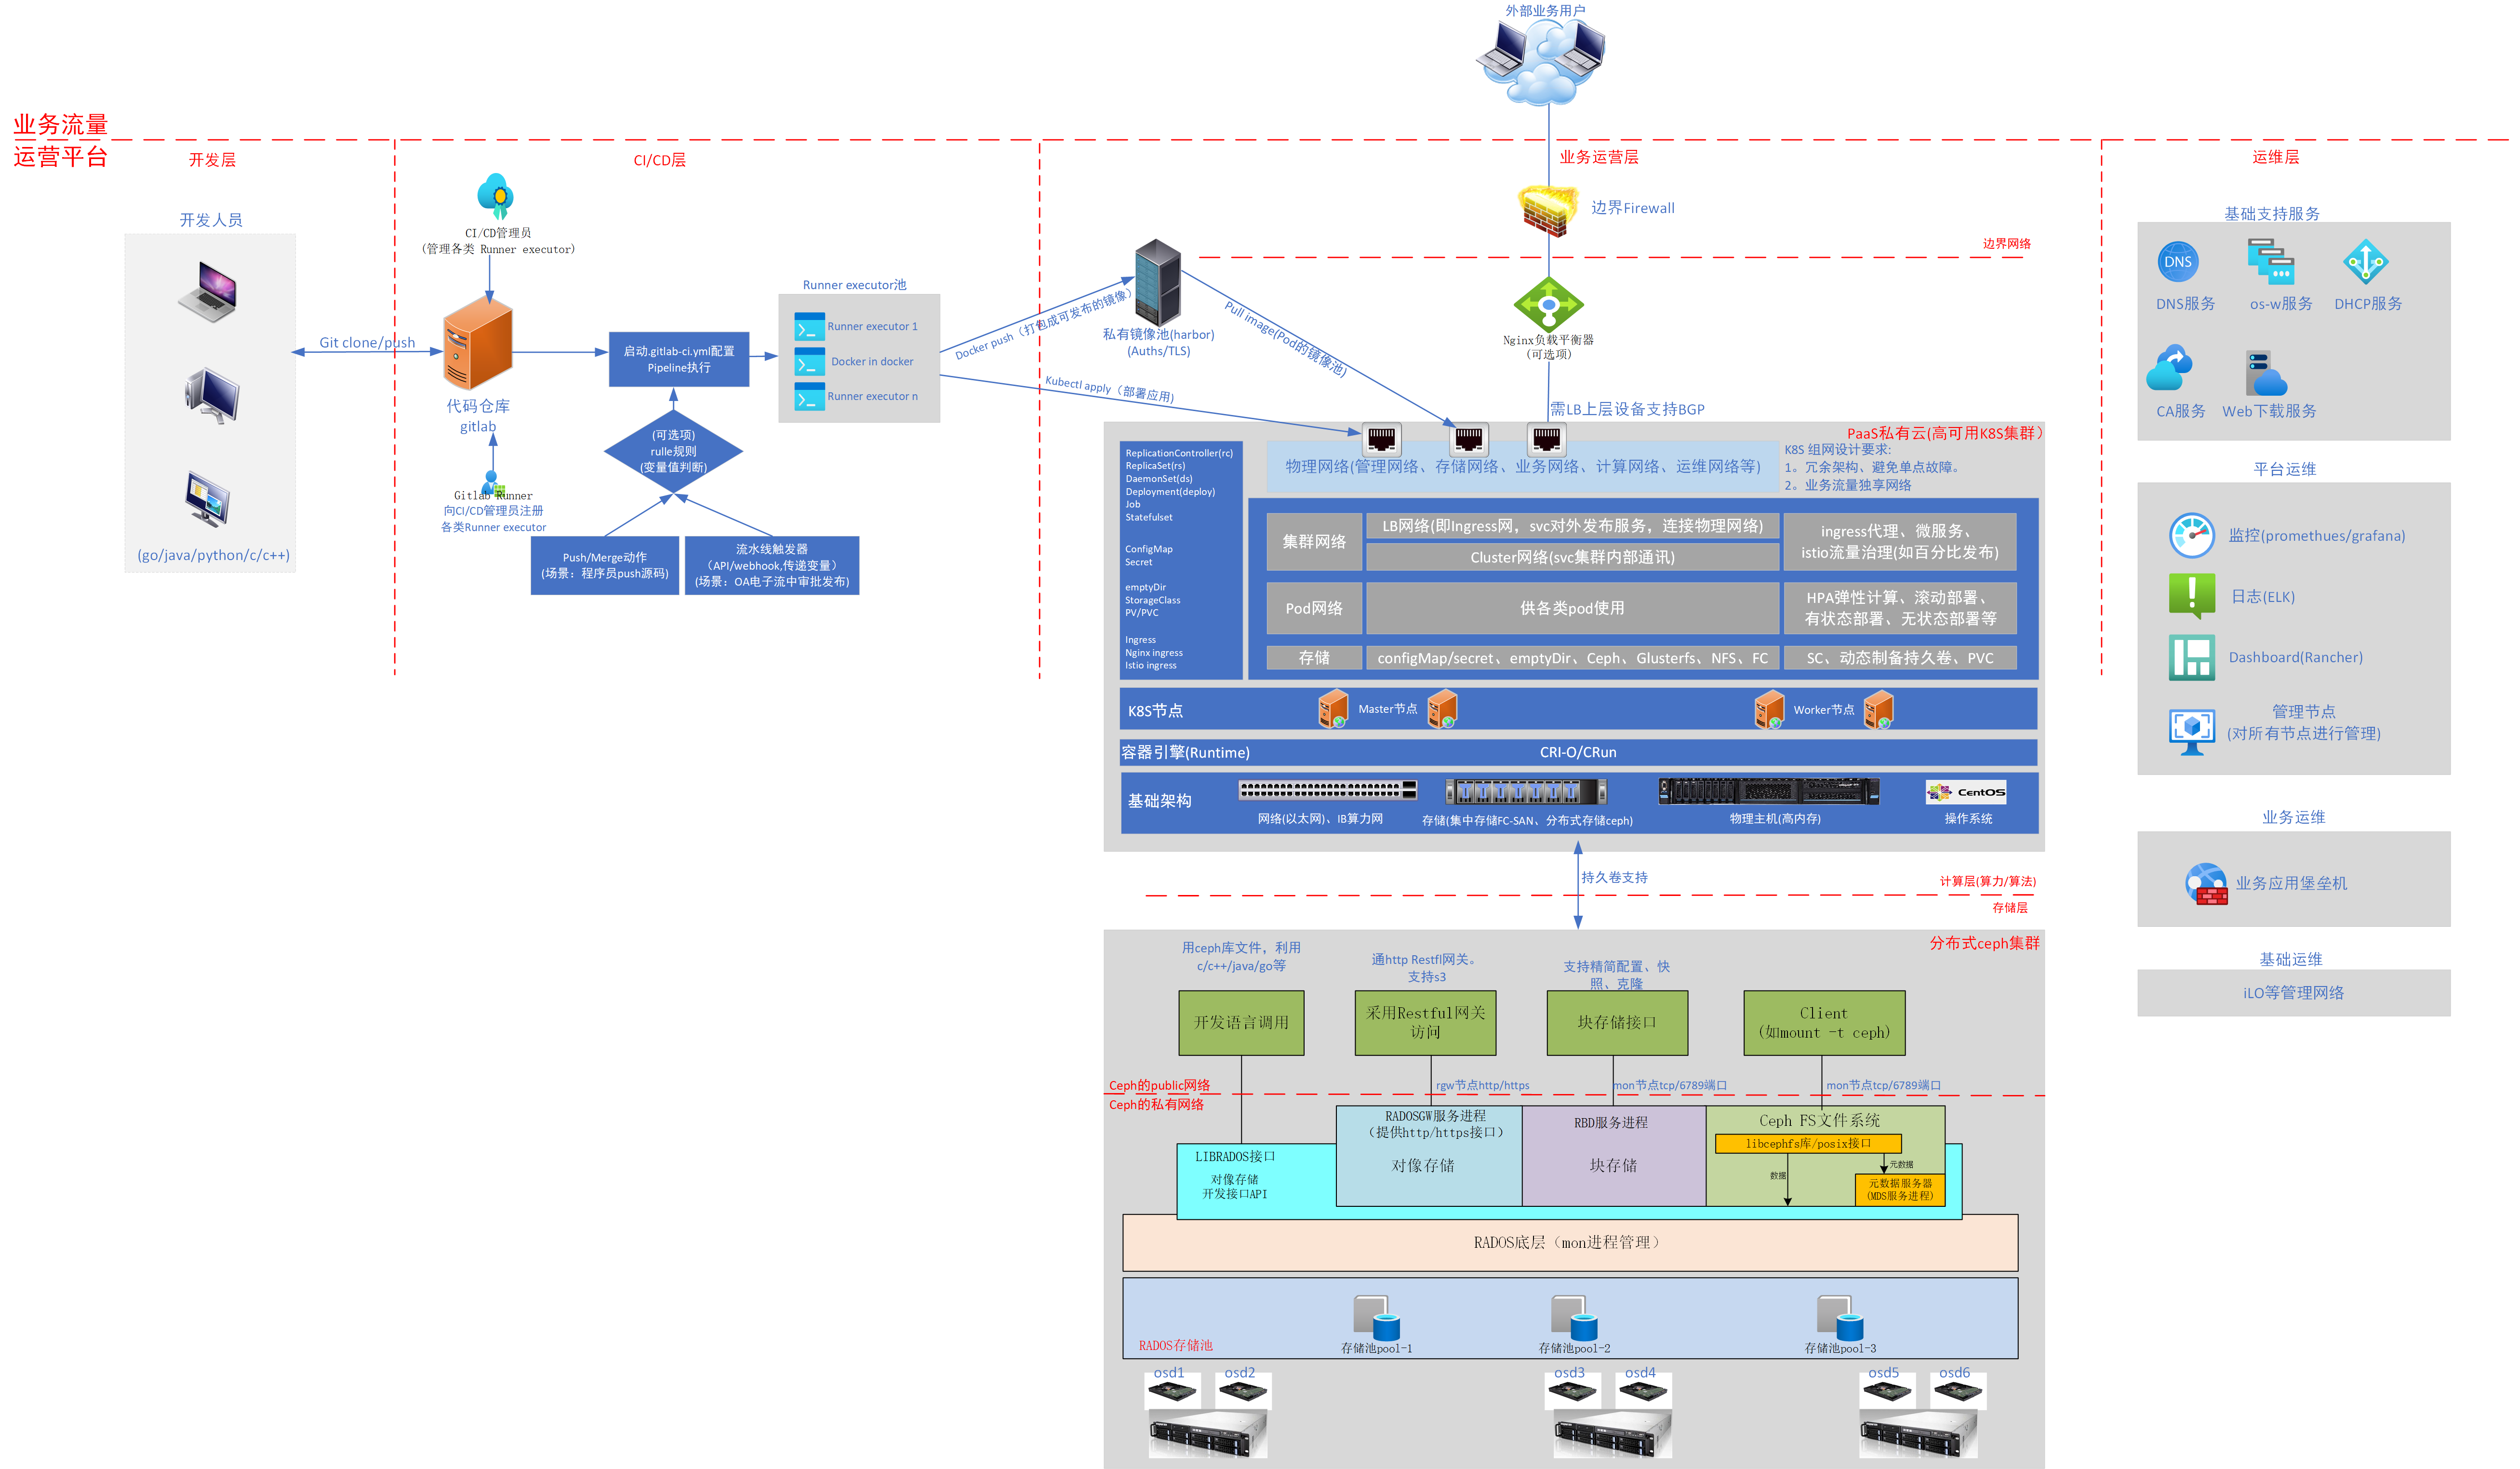 外部业务用户
业务流量
运营平台
开发层
CI/CD层
业务运营层
运维层
开发人员
(go/java/python/c/c++)
Git clone/push
CI/CD管理员
(管理各类 Runner executor)
代码仓库
gitlab
Gitlab Runner
向CI/CD管理员注册
各类Runner executor
启动.gitlab-ci.yml配置
Pipeline执行
(可选项)
rulle规则
(变量值判断)
Push/Merge动作
(场景：程序员push源码)
流水线触发器
（API/webhook,传递变量）
(场景：OA电子流中审批发布)
Runner executor池
Runner executor 1
Docker in docker
Runner executor n
Docker push（打包成可发布的镜像）
Kubectl apply（部署应用)
私有镜像池(harbor)
(Auths/TLS)
Pull image(Pod的镜像池)
边界Firewall
边界网络
Nginx负载平衡器
(可选项)
需LB上层设备支持BGP
PaaS私有云(高可用K8S集群）
ReplicationController(rc)
ReplicaSet(rs)
DaemonSet(ds)
Deployment(deploy)
Job
Statefulset
ConfigMap
Secret
emptyDir
StorageClass
PV/PVC
Ingress
Nginx ingress
Istio ingress
物理网络(管理网络、存储网络、业务网络、计算网络、运维网络等)
K8S 组网设计要求:
1。冗余架构、避免单点故障。
2。业务流量独享网络
集群网络
LB网络(即Ingress网，svc对外发布服务，连接物理网络)
Cluster网络(svc集群内部通讯)
ingress代理、微服务、
istio流量治理(如百分比发布)
Pod网络
供各类pod使用
HPA弹性计算、滚动部署、
有状态部署、无状态部署等
存储
configMap/secret、emptyDir、Ceph、Glusterfs、NFS、FC
SC、动态制备持久卷、PVC
K8S节点
Master节点
Worker节点
容器引擎(Runtime)
CRI-O/CRun
基础架构
网络(以太网)、IB算力网
存储(集中存储FC-SAN、分布式存储ceph)
物理主机(高内存)
CentOS
操作系统
持久卷支持
计算层(算力/算法)
存储层
分布式ceph集群
用ceph库文件，利用
c/c++/java/go等
通http Restfl网关。
支持s3
支持精简配置、快
照、克隆
开发语言调用
采用Restful网关
访问
块存储接口
Client
(如mount -t ceph)
Ceph的public网络
Ceph的私有网络
rgw节点http/https
mon节点tcp/6789端口
mon节点tcp/6789端口
LIBRADOS接口
对像存储
开发接口API
RADOSGW服务进程
（提供http/https接口）
对像存储
RBD服务进程
块存储
Ceph FS文件系统
libcephfs库/posix接口
数据
元数据
元数据服务器
(MDS服务进程)
RADOS底层（mon进程管理）
RADOS存储池
存储池pool-1
存储池pool-2
存储池pool-3
osd1
osd2
osd3
osd4
osd5
osd6
基础支持服务
DNS
DNS服务
os-w服务
DHCP服务
CA服务
Web下载服务
平台运维
监控(promethues/grafana)
日志(ELK)
Dashboard(Rancher)
管理节点
(对所有节点进行管理)
业务运维
业务应用堡垒机
基础运维
iLO等管理网络